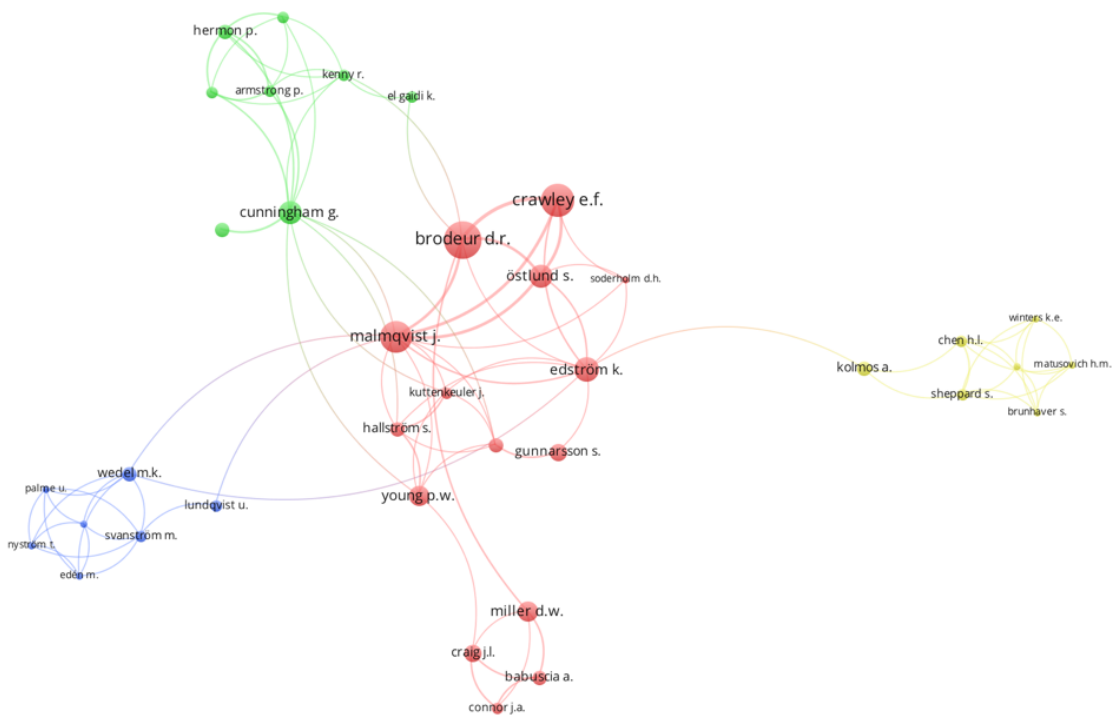 hermon p.
kenny r.
armstrong p.
el gaidi k.
crawley e.f.
cunningham g.
brodeur d.r.
östlund s.
soderholm d.h.
winters k.e.
malmqvist j.
chen h.l.
matusovich h.m.
edström k.
kolmos a.
kuttenkeuler j.
sheppard s.
brunhaver s.
hallström s.
gunnarsson s.
wedel m.k.
palme u.
young p.w.
lundqvist u.
svanström m.
nyström t.
edén m.
miller d.w.
craig j.l.
babuscia a.
connor j.a.